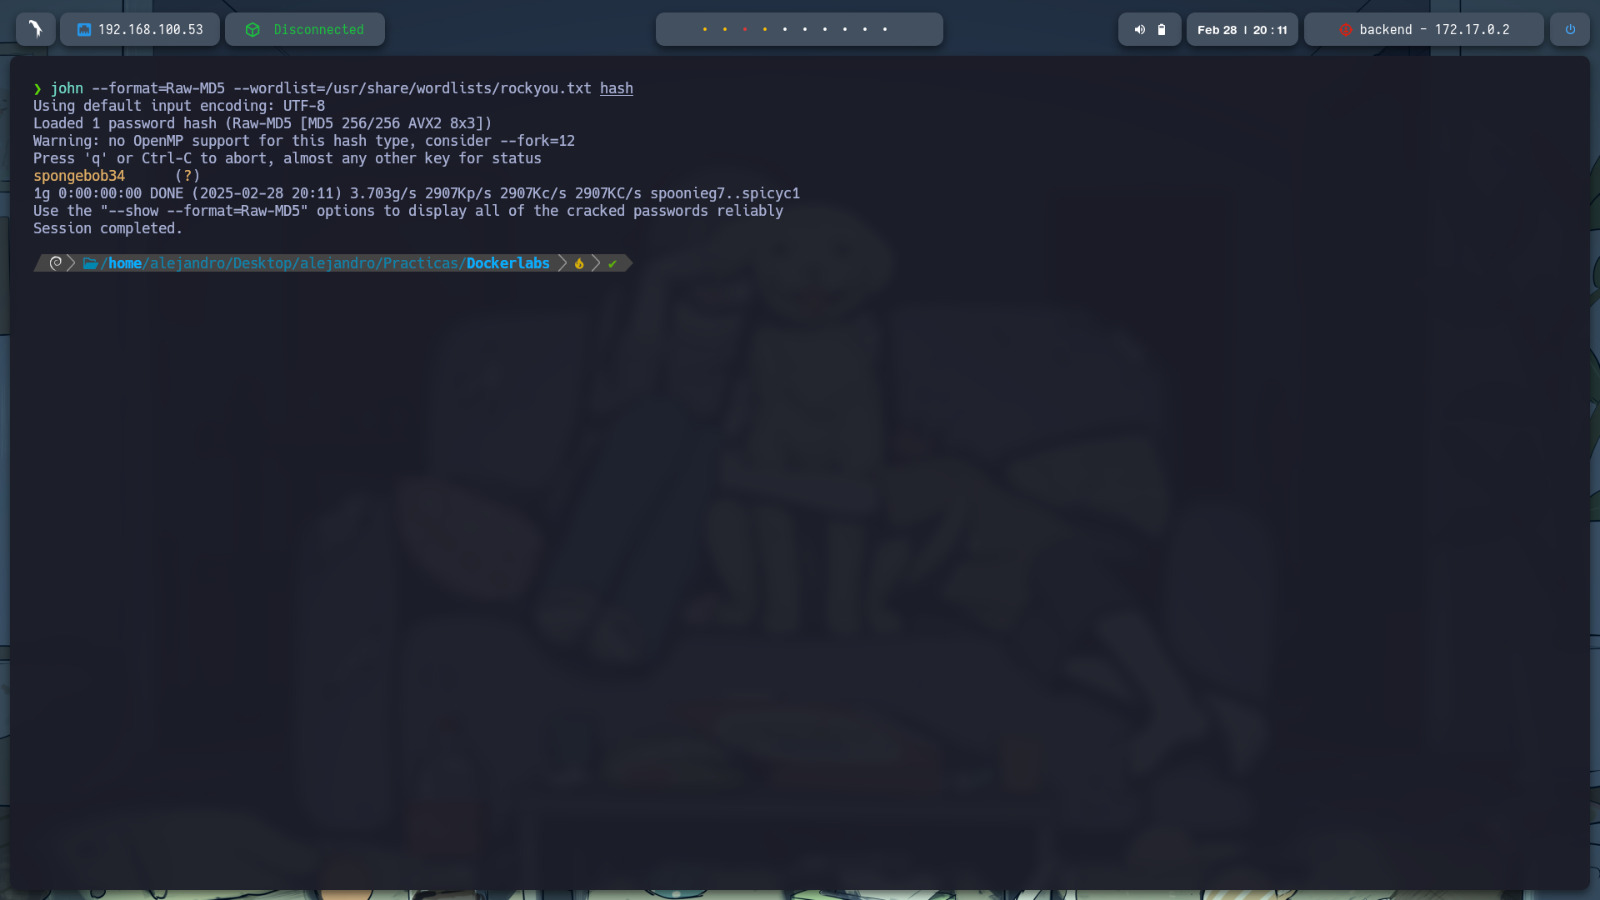 192.168.100.53
Disconnected
Feb 28 | 20:11
backend - 172.17.0.2
❯ john --format=Raw-MD5 --wordlist=/usr/share/wordlists/rockyou.txt hash
Using default input encoding: UTF-8
Loaded 1 password hash (Raw-MD5 [MD5 256/256 AVX2 8x3])
Warning: no OpenMP support for this hash type, consider --fork=12
Press 'q' or Ctrl-C to abort, almost any other key for status
spongebob34      (?)
1g 0:00:00:00 DONE (2025-02-28 20:11) 3.703g/s 2907Kp/s 2907Kc/s 2907KC/s spoonieg7..spicyc1
Use the "--show --format=Raw-MD5" options to display all of the cracked passwords reliably
Session completed.
/home/alejandro/Desktop/alejandro/Practicas/Dockerlabs